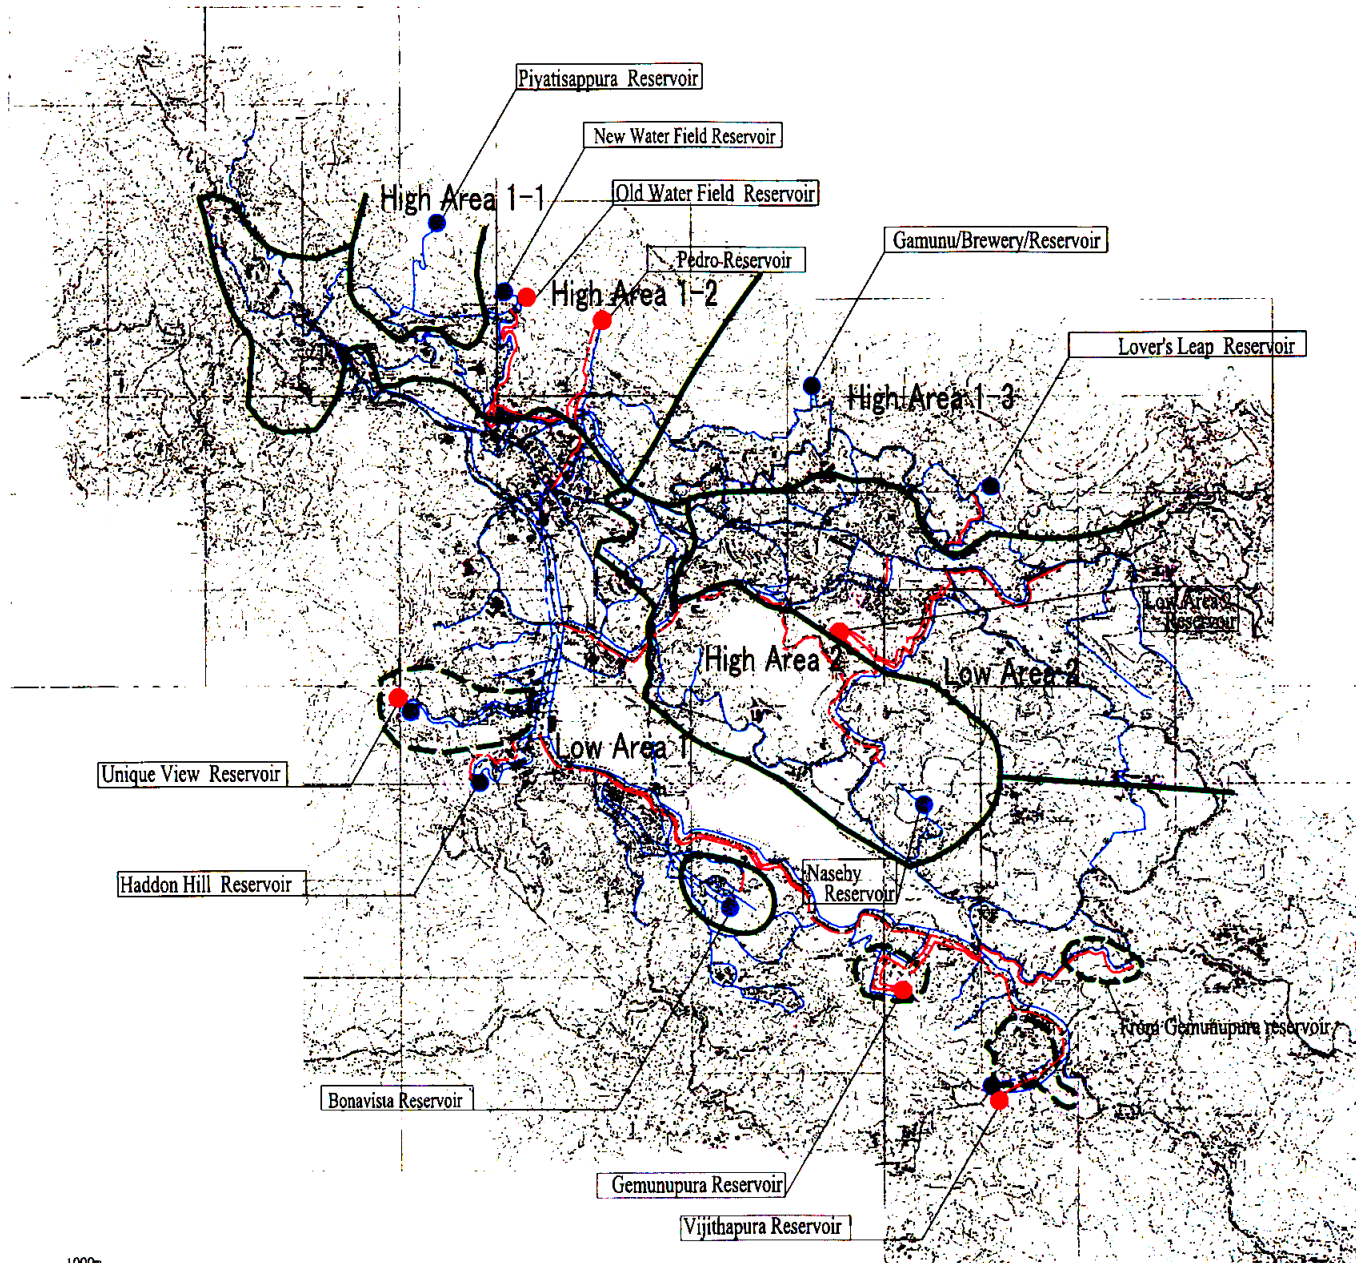 Piyatisappura Reservoir
New Water Field Reservoir
High Area 1-1
Old Water Field Reservoir
Gamunu/Brewery/Reservoir
Pedro Reservoir
High Area 1-2
Lover's Leap Reservoir
High Area 1-3
Low Area 2
Reservoir
High Area 2
Low Area 2
Low Area 1
Unique View Reservoir
Haddon Hill Reservoir
Naseby
Reservoir
From Gemunupura reservoir
Bonavista Reservoir
Gemunupura Reservoir
Vijithapura Reservoir